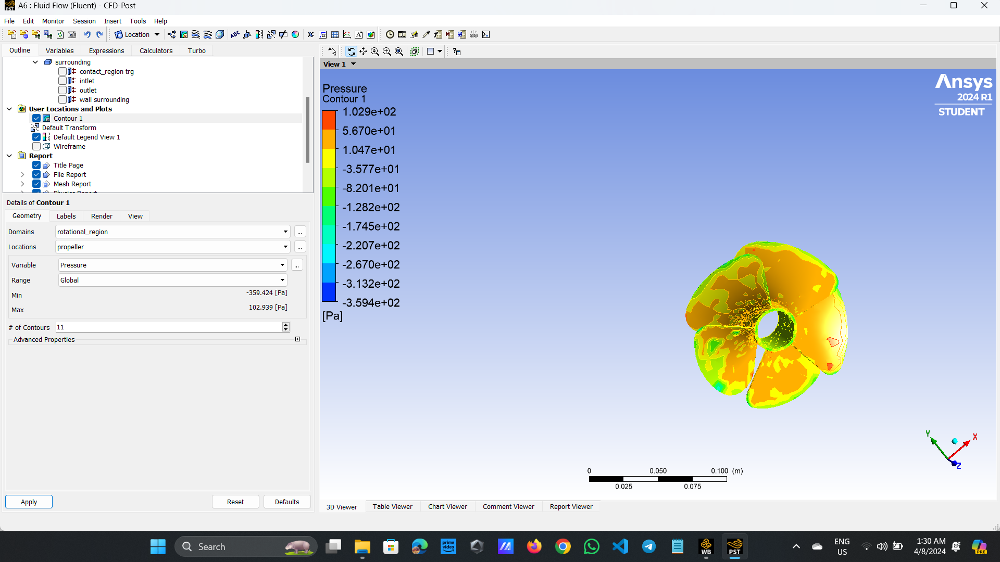 A6 : Fluid Flow (Fluent) - CFD-Post
File Edit Monitor Session Insert Tools Help
Location
Outline Variables Expressions Calculators Turbo
surrounding
contact_region trg
intlet
outlet
wall surrounding
User Locations and Plots
Contour 1
Default Transform
Default Legend View 1
Wireframe
Report
Title Page
File Report
Mesh Report
Details of Contour 1
Geometry Labels Render View
Domains rotational_region ...
Locations propeller ...
Variable Pressure ...
Range Global
Min -359.424 [Pa]
Max 102.939 [Pa]
# of Contours 11
Advanced Properties
Apply Reset Defaults
View 1
Pressure
Contour 1
1.029e+02
5.670e+01
1.047e+01
-3.577e+01
-8.201e+01
-1.282e+02
-1.745e+02
-2.207e+02
-2.670e+02
-3.132e+02
-3.594e+02
[Pa]
Ansys
2024 R1
STUDENT
Y X
Z
0 0.050 0.100 (m)
0.025 0.075
3D Viewer Table Viewer Chart Viewer Comment Viewer Report Viewer
Search
prime video
WB
PST
ENG
US
1:30 AM
4/8/2024
PRE